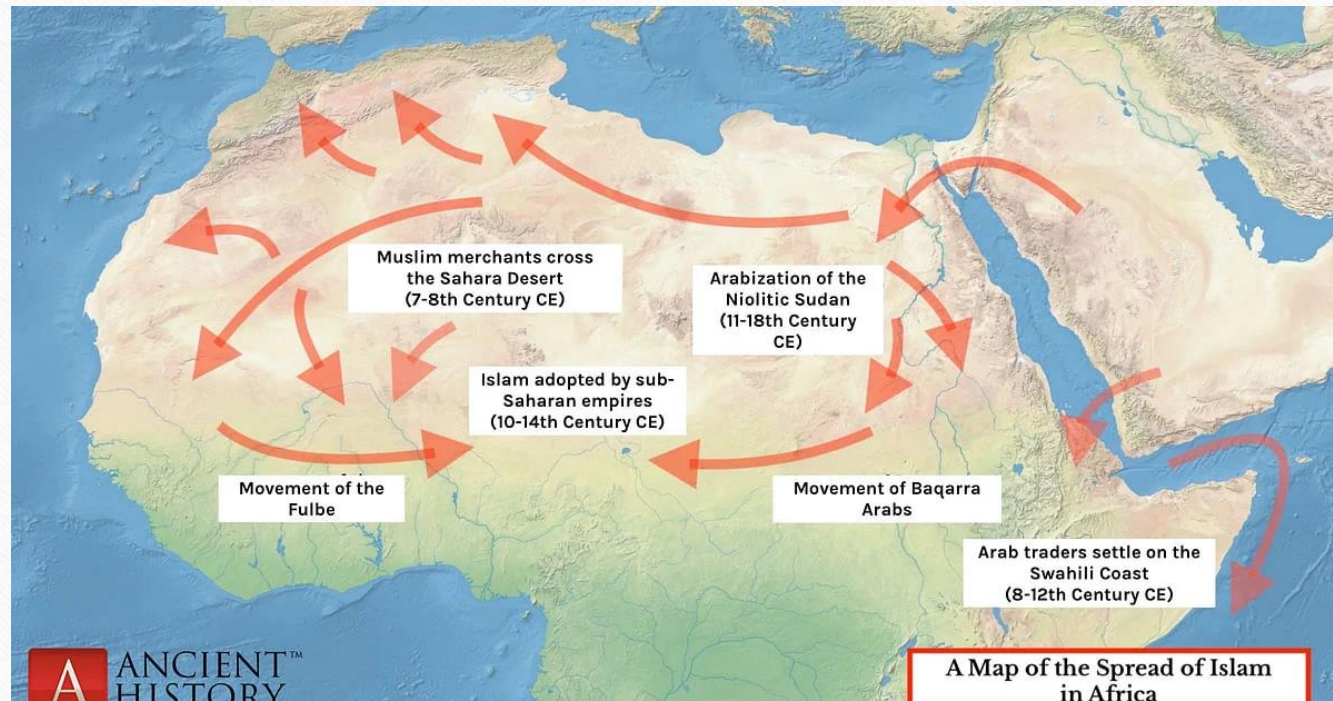 Muslim merchants cross
the Sahara Desert
(7-8th Century CE)
Arabization of the
Niolitic Sudan
(11-18th Century
CE)
Islam adopted by sub-
Saharan empires
(10-14th Century CE)
Movement of the
Fulbe
Movement of Baqarra
Arabs
Arab traders settle on the
Swahili Coast
(8-12th Century CE)
A ANCIENT™
HISTORY
A Map of the Spread of Islam
in Africa